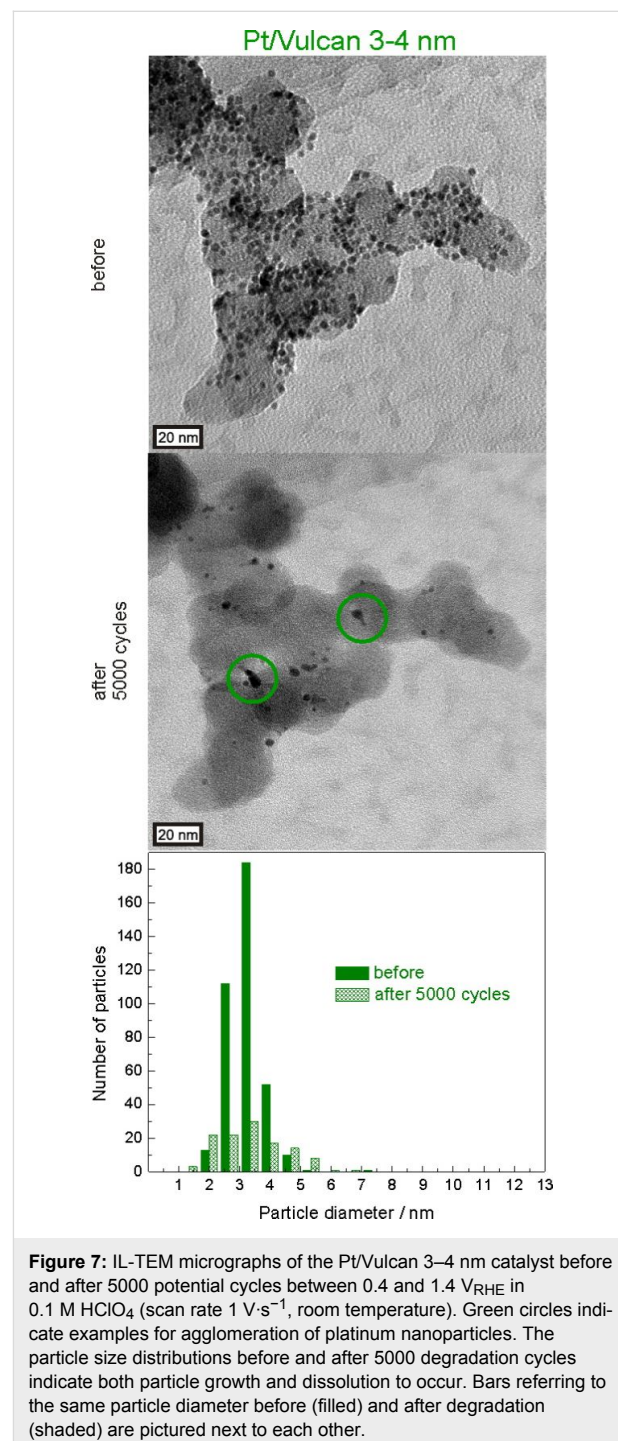 Pt/Vulcan 3-4 nm
before
20 nm
after
5000 cycles
20 nm
180
160
140
120
100
80
60
40
20
0
Number of particles
before
after 5000 cycles
1 2 3 4 5 6 7 8 9 10 11 12 13
Particle diameter / nm
Figure 7: IL-TEM micrographs of the Pt/Vulcan 3–4 nm catalyst before
and after 5000 potential cycles between 0.4 and 1.4 V_RHE in
0.1 M HClO₄ (scan rate 1 V·s⁻¹, room temperature). Green circles indi-
cate examples for agglomeration of platinum nanoparticles. The
particle size distributions before and after 5000 degradation cycles
indicate both particle growth and dissolution to occur. Bars referring to
the same particle diameter before (filled) and after degradation
(shaded) are pictured next to each other.